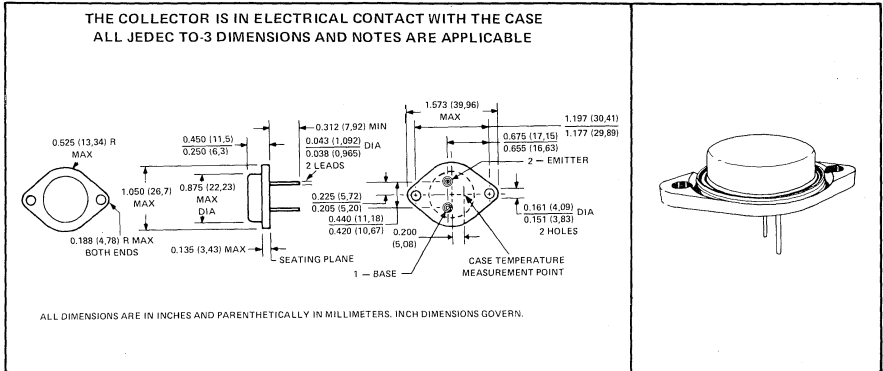 THE COLLECTOR IS IN ELECTRICAL CONTACT WITH THE CASE
ALL JEDEC TO-3 DIMENSIONS AND NOTES ARE APPLICABLE
0.525 (13,34) R
MAX
0.188 (4,78) R MAX
BOTH ENDS
1.050 (26,7)
MAX
0.875 (22,23)
MAX
DIA
0.450 (11,5)
0.250 (6,3)
0.135 (3,43) MAX
SEATING PLANE
0.312 (7,92) MIN
0.043 (1,092)
0.038 (0,965)
DIA
2 LEADS
0.225 (5,72)
0.205 (5,20)
0.440 (11,18)
0.420 (10,67)
1.573 (39,96)
MAX
1.197 (30,41)
1.177 (29,89)
0.675 (17,15)
0.655 (16,63)
2 — EMITTER
0.161 (4,09)
0.151 (3,83)
DIA
2 HOLES
0.200
(5,08)
1 — BASE
CASE TEMPERATURE
MEASUREMENT POINT
ALL DIMENSIONS ARE IN INCHES AND PARENTHETICALLY IN MILLIMETERS. INCH DIMENSIONS GOVERN.